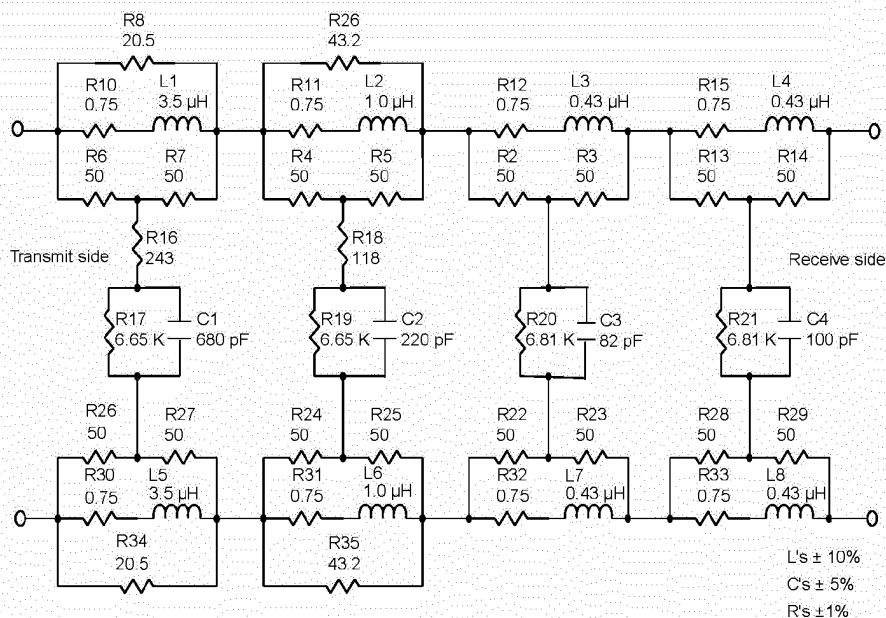 R8
20.5
R26
43.2
R10
0.75
L1
3.5 µH
R11
0.75
L2
1.0 µH
R12
0.75
L3
0.43 µH
R15
0.75
L4
0.43 µH
R6
50
R7
50
R4
50
R5
50
R2
50
R3
50
R13
50
R14
50
Transmit side
R16
243
R18
118
Receive side
R17
6.65 K
C1
680 pF
R19
6.65 K
C2
220 pF
R20
6.81 K
C3
82 pF
R21
6.81 K
C4
100 pF
R26
50
R27
50
R24
50
R25
50
R22
50
R23
50
R28
50
R29
50
R30
0.75
L5
3.5 µH
R31
0.75
L6
1.0 µH
R32
0.75
L7
0.43 µH
R33
0.75
L8
0.43 µH
R34
20.5
R35
43.2
L's ± 10%
C's ± 5%
R's ±1%